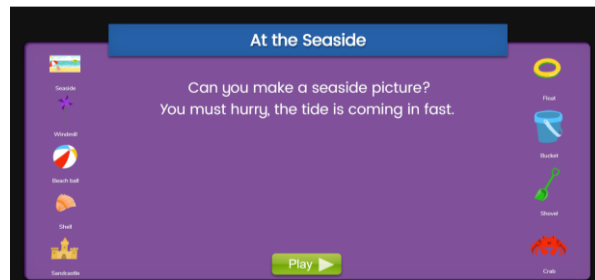 At the Seaside
Can you make a seaside picture?
You must hurry, the tide is coming in fast.
Seaside
Windmill
Beach ball
Shell
Sandcastle
Float
Bucket
Shovel
Crab
Play